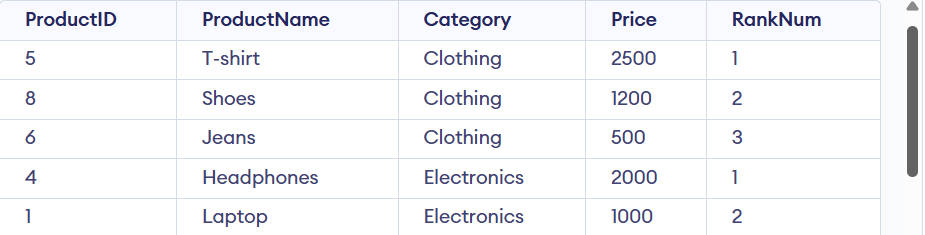 ProductID ProductName Category Price RankNum
5 T-shirt Clothing 2500 1
8 Shoes Clothing 1200 2
6 Jeans Clothing 500 3
4 Headphones Electronics 2000 1
1 Laptop Electronics 1000 2